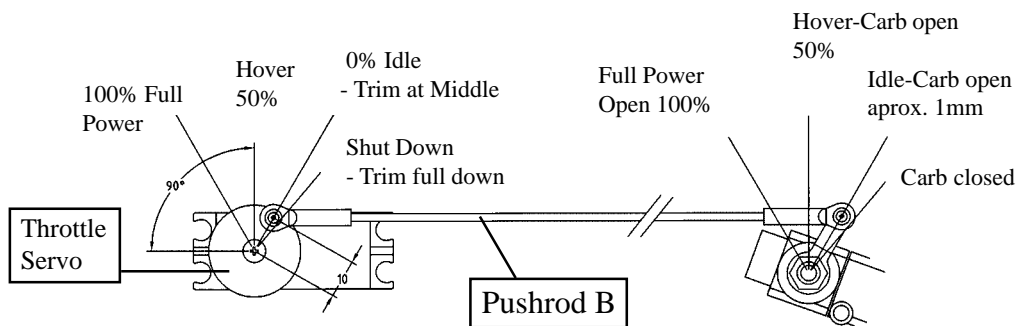 100% Full
Power
Hover
50%
0% Idle
- Trim at Middle
Shut Down
- Trim full down
90°
10
Throttle
Servo
Pushrod B
Full Power
Open 100%
Hover-Carb open
50%
Idle-Carb open
aprox. 1mm
Carb closed